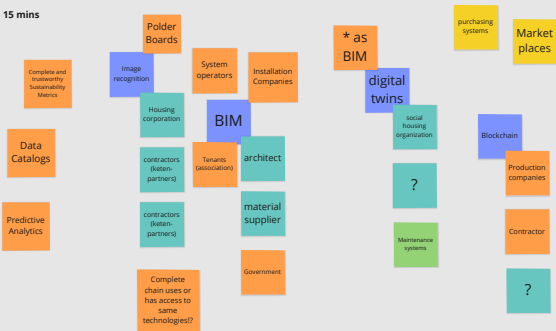 15 mins
Polder
Boards
* as
BIM
purchasing
systems
Market
places
Complete and
trustworthy
Sustainability
Metrics
Image
recognition
System
operators
Installation
Companies
digital
twins
Housing
corporation
BIM
social
housing
organization
Blockchain
Data
Catalogs
contractors
(keten-
partners)
Tenants
(association)
architect
?
Production
companies
Predictive
Analytics
contractors
(keten-
partners)
material
supplier
Maintenance
systems
Contractor
Complete
chain uses or
has access to
same
technologies!?
Government
?